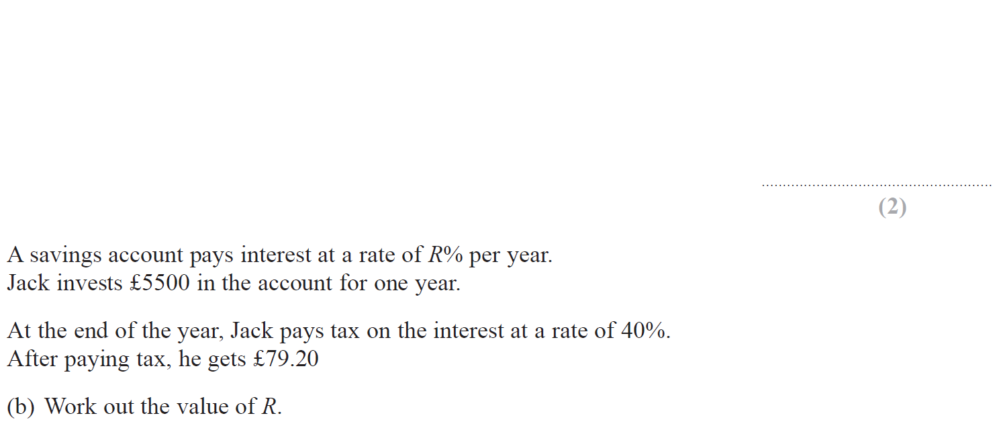 (2)
A savings account pays interest at a rate of R% per year.
Jack invests £5500 in the account for one year.
At the end of the year, Jack pays tax on the interest at a rate of 40%.
After paying tax, he gets £79.20
(b) Work out the value of R.